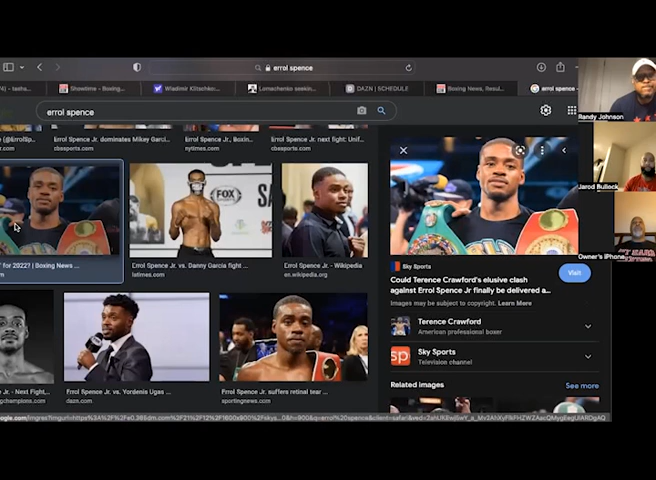 errol spence
Showtime - Boxing...
Wladimir Klitschko...
Lomachenko seekin...
DAZN | SCHEDULE
Boxing News, Resul...
errol spence -
errol spence
Errol Spence dominates Mikey Garci...
cbssports.com
Errol Spence Jr., Boxin...
nytimes.com
Errol Spence Jr. next fight: Unif...
cbssports.com
FOX
for 2022? | Boxing News ...
Errol Spence Jr. vs. Danny Garcia fight ...
latimes.com
Errol Spence Jr. - Wikipedia
en.wikipedia.org
Jr. - Next Fight,...
Errol Spence Jr. vs. Yordenis Ugas ...
dazn.com
Errol Spence Jr. suffers retinal tear ...
sportingnews.com
Sky Sports
Could Terence Crawford's elusive clash
against Errol Spence Jr finally be delivered a...
Visit
Images may be subject to copyright. Learn More
Terence Crawford
American professional boxer
Sky Sports
Television channel
Related images
See more
Randy Johnson
Jarod Bullock
Owner's iPhone